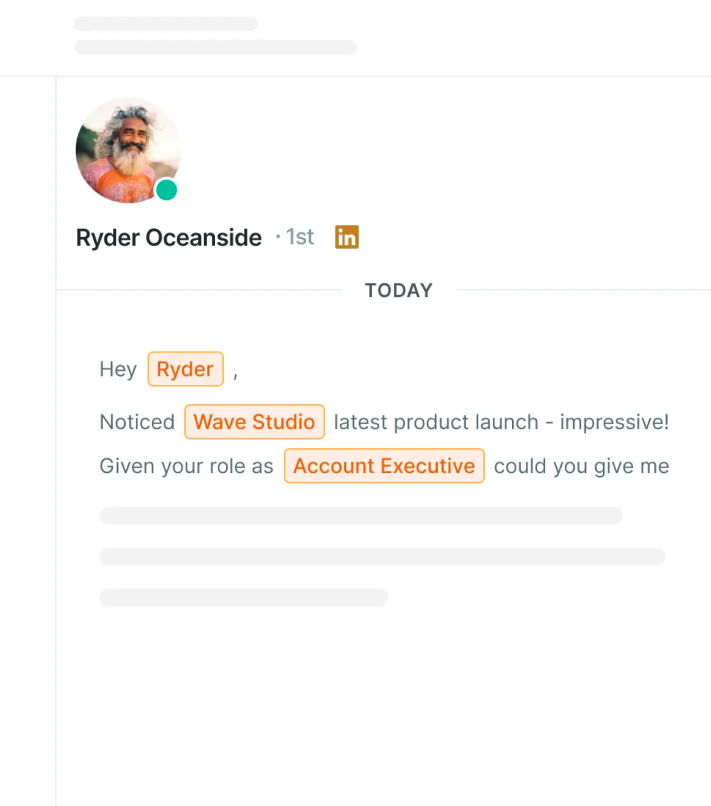 Ryder Oceanside · 1st in
TODAY
Hey Ryder ,
Noticed Wave Studio latest product launch - impressive!
Given your role as Account Executive could you give me